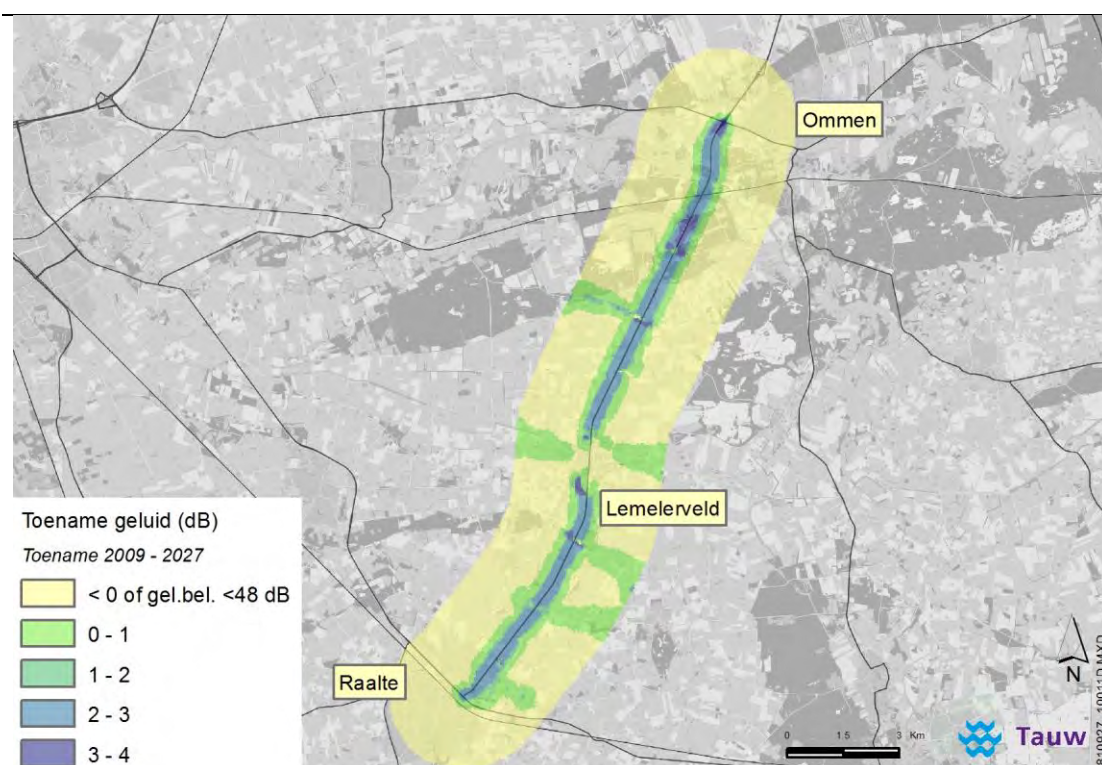 Ommen
Lemelerveld
Raalte
Toename geluid (dB)
Toename 2009 - 2027
< 0 of gel.bel. <48 dB
0 - 1
1 - 2
2 - 3
3 - 4
N
0 1.5 3 Km
Tauw